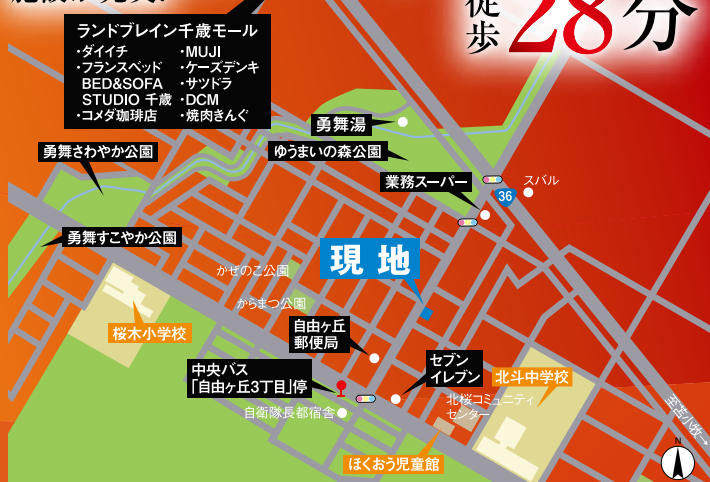 徒歩28分
ランドブレイン千歳モール
・ダイイチ
・フランスベッド
BED&SOFA
STUDIO 千歳
・コメダ珈琲店
・MUJI
・ケーズデンキ
・サツドラ
・DCM
・焼肉きんぐ
勇舞湯
勇舞さわやか公園
ゆうまいの森公園
業務スーパー
スバル
36
勇舞すこやか公園
現地
かぜのこ公園
からまつ公園
桜木小学校
自由ヶ丘
郵便局
中央バス
「自由ヶ丘3丁目」停
セブン
イレブン
北斗中学校
北桜コミュニティ
センター
自衛隊長都宿舎
至苫小牧→
ほくおう児童館
N